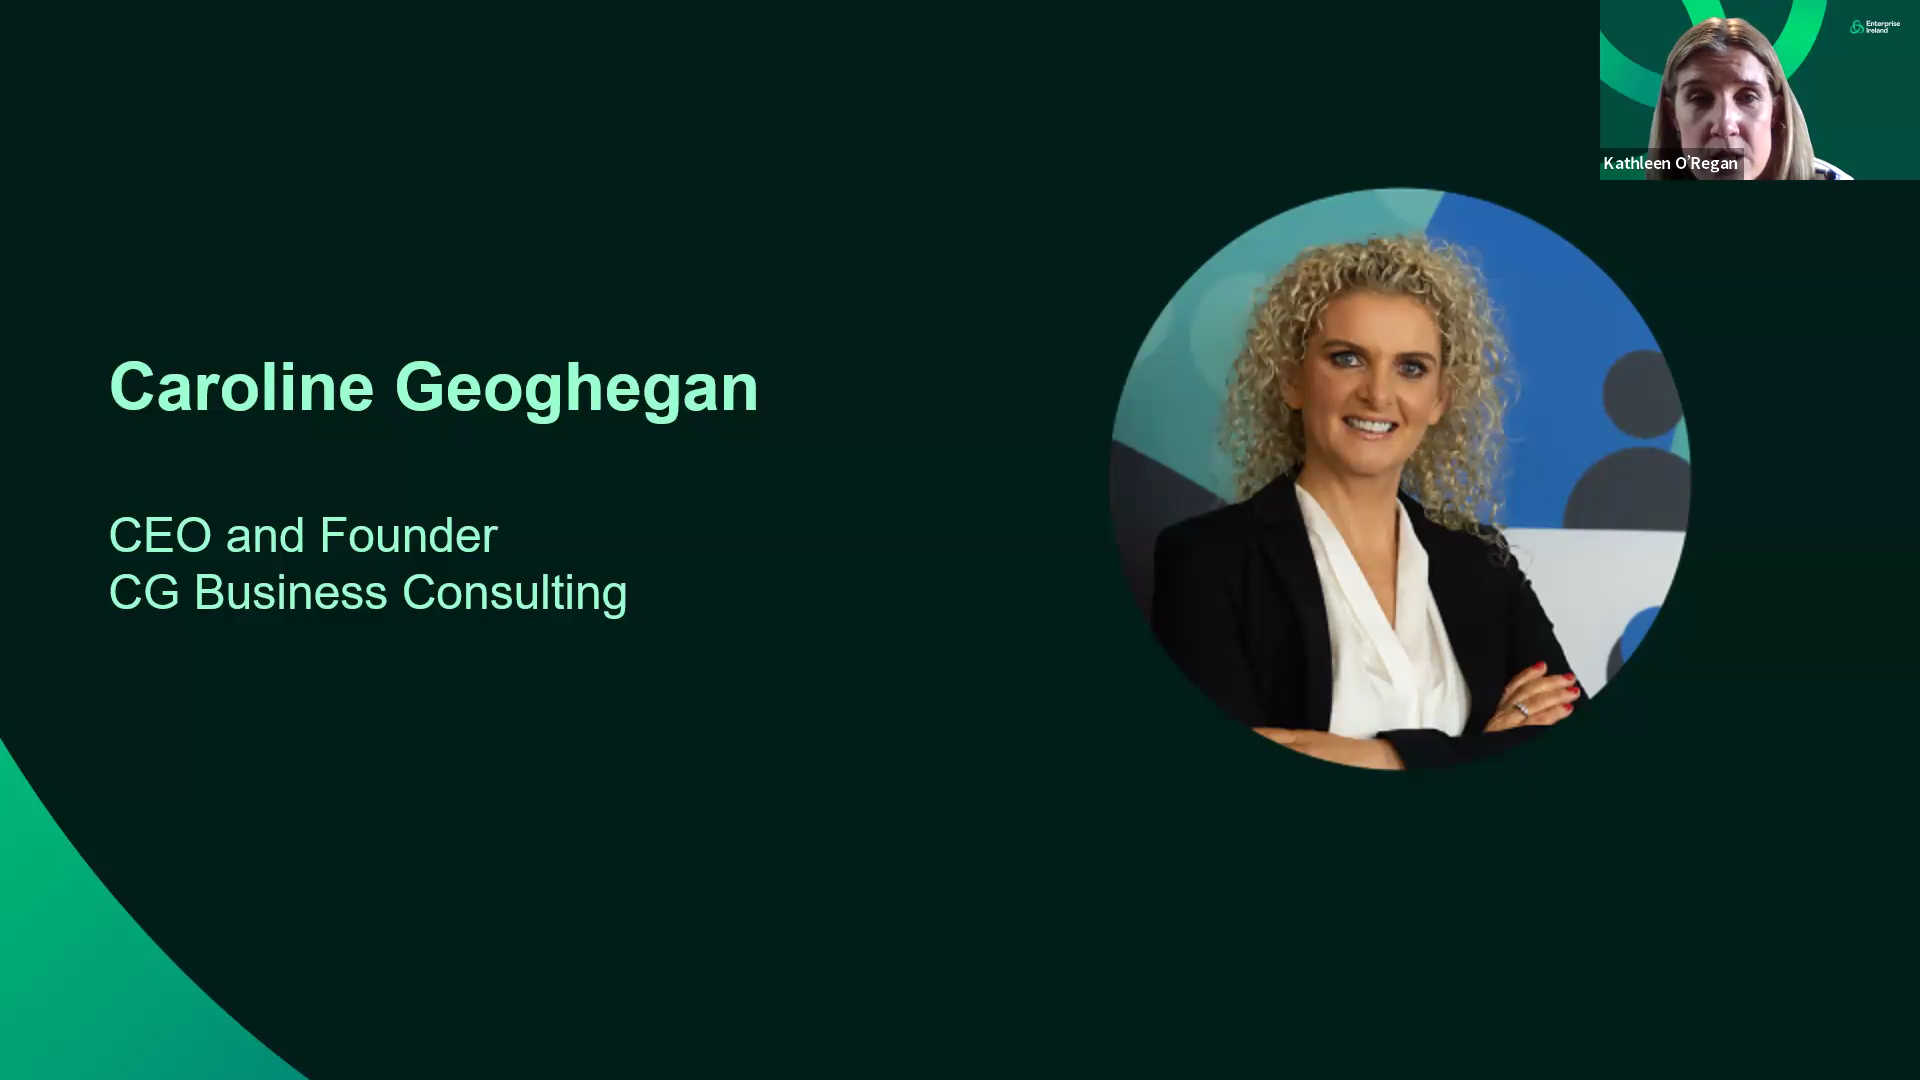 Enterprise
Ireland
Kathleen O'Regan
Caroline Geoghegan
CEO and Founder
CG Business Consulting